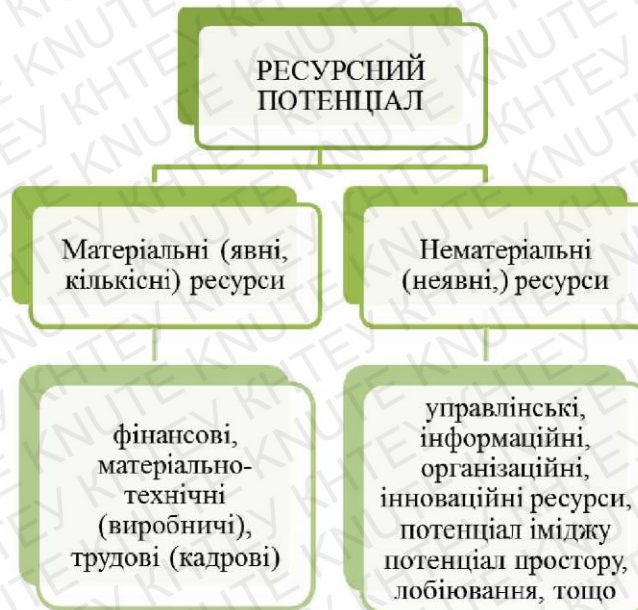 РЕСУРСНИЙ
ПОТЕНЦІАЛ
Матеріальні (явні,
кількісні) ресурси
Нематеріальні
(неявні,) ресурси
фінансові,
матеріально-
технічні
(виробничі),
трудові (кадрові)
управлінські,
інформаційні,
організаційні,
інноваційні ресурси,
потенціал іміджу
потенціал простору,
лобіювання, тощо